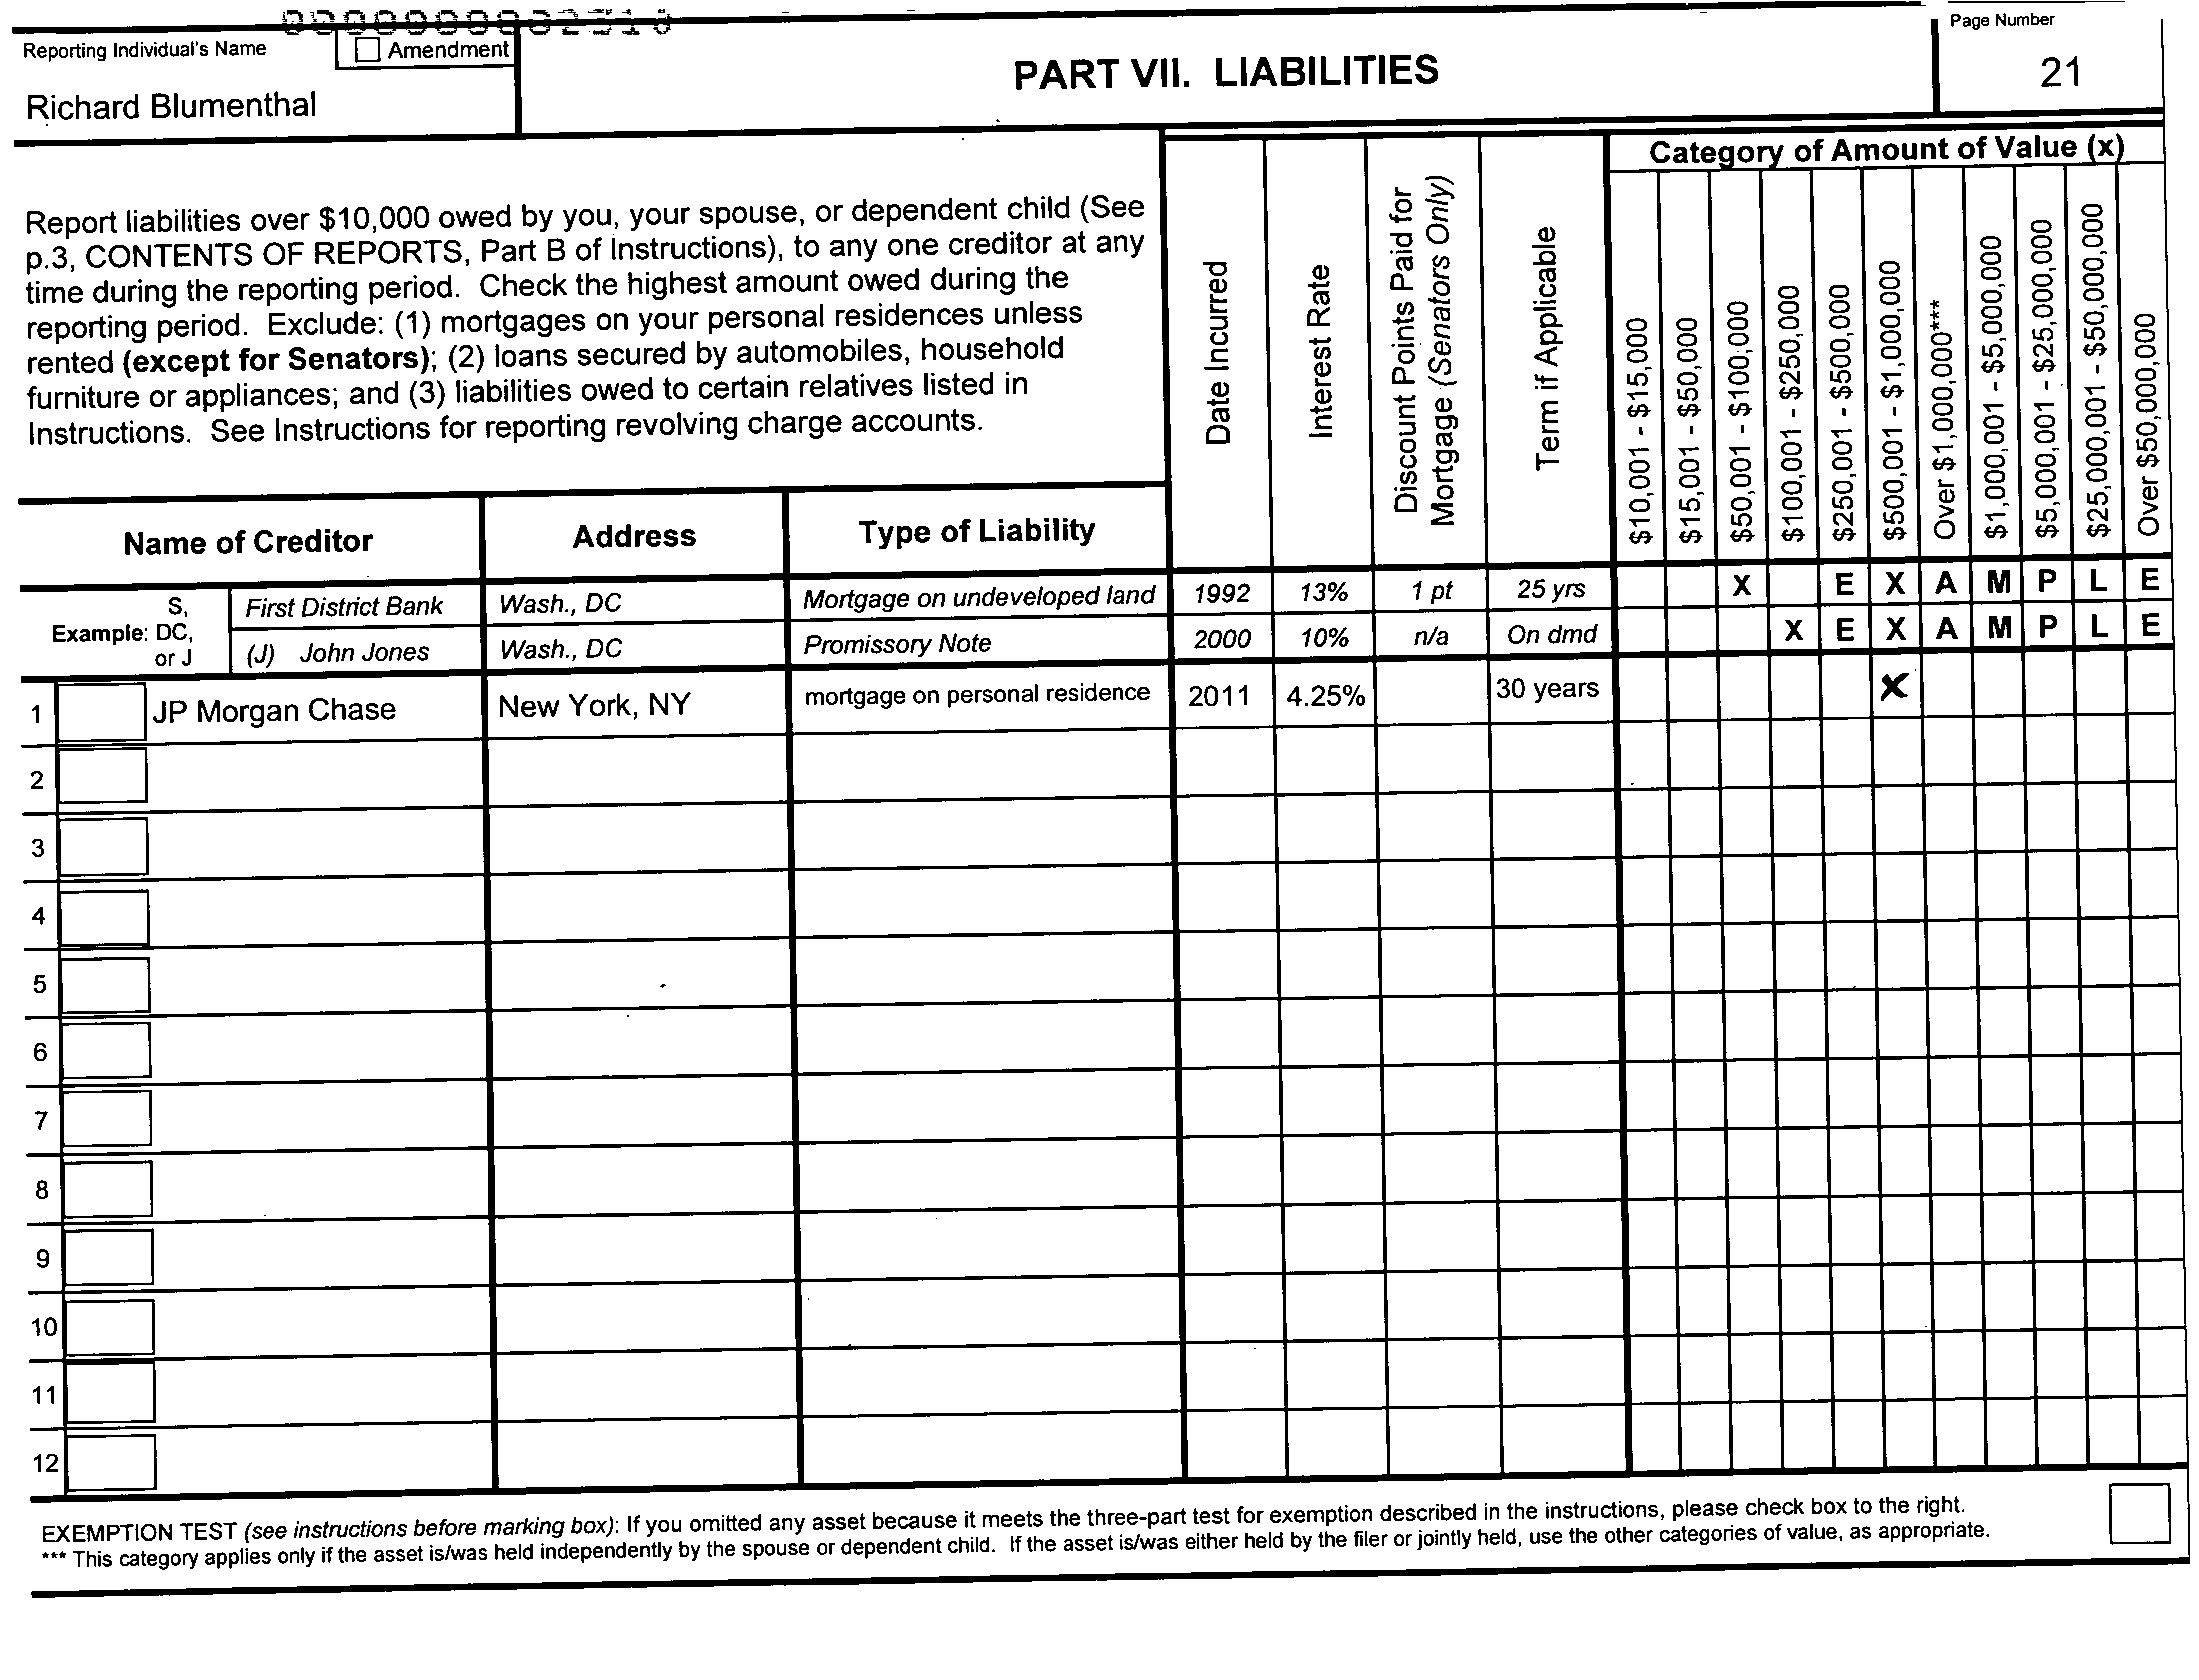 Reporting Individual's Name
Amendment
Richard Blumenthal
PART VII. LIABILITIES
Page Number
21
Report liabilities over $10,000 owed by you, your spouse, or dependent child (See
p.3, CONTENTS OF REPORTS, Part B of Instructions), to any one creditor at any
time during the reporting period. Check the highest amount owed during the
reporting period. Exclude: (1) mortgages on your personal residences unless
rented (except for Senators); (2) loans secured by automobiles, household
furniture or appliances; and (3) liabilities owed to certain relatives listed in
Instructions. See Instructions for reporting revolving charge accounts.
Date Incurred
Interest Rate
Discount Points Paid for
Mortgage (Senators Only)
Term if Applicable
Category of Amount of Value (x)
$10,001 - $15,000
$15,001 - $50,000
$50,001 - $100,000
$100,001 - $250,000
$250,001 - $500,000
$500,001 - $1,000,000
Over $1,000,000***
$1,000,001 - $5,000,000
$5,000,001 - $25,000,000
$25,000,001 - $50,000,000
Over $50,000,000
Name of Creditor Address Type of Liability
Example: S, DC, or J
First District Bank Wash., DC Mortgage on undeveloped land 1992 13% 1 pt 25 yrs X E X A M P L E
(J) John Jones Wash., DC Promissory Note 2000 10% n/a On dmd X E X A M P L E
1 JP Morgan Chase New York, NY mortgage on personal residence 2011 4.25% 30 years X
2
3
4
5
6
7
8
9
10
11
12
EXEMPTION TEST (see instructions before marking box): If you omitted any asset because it meets the three-part test for exemption described in the instructions, please check box to the right.
*** This category applies only if the asset is/was held independently by the spouse or dependent child. If the asset is/was either held by the filer or jointly held, use the other categories of value, as appropriate.